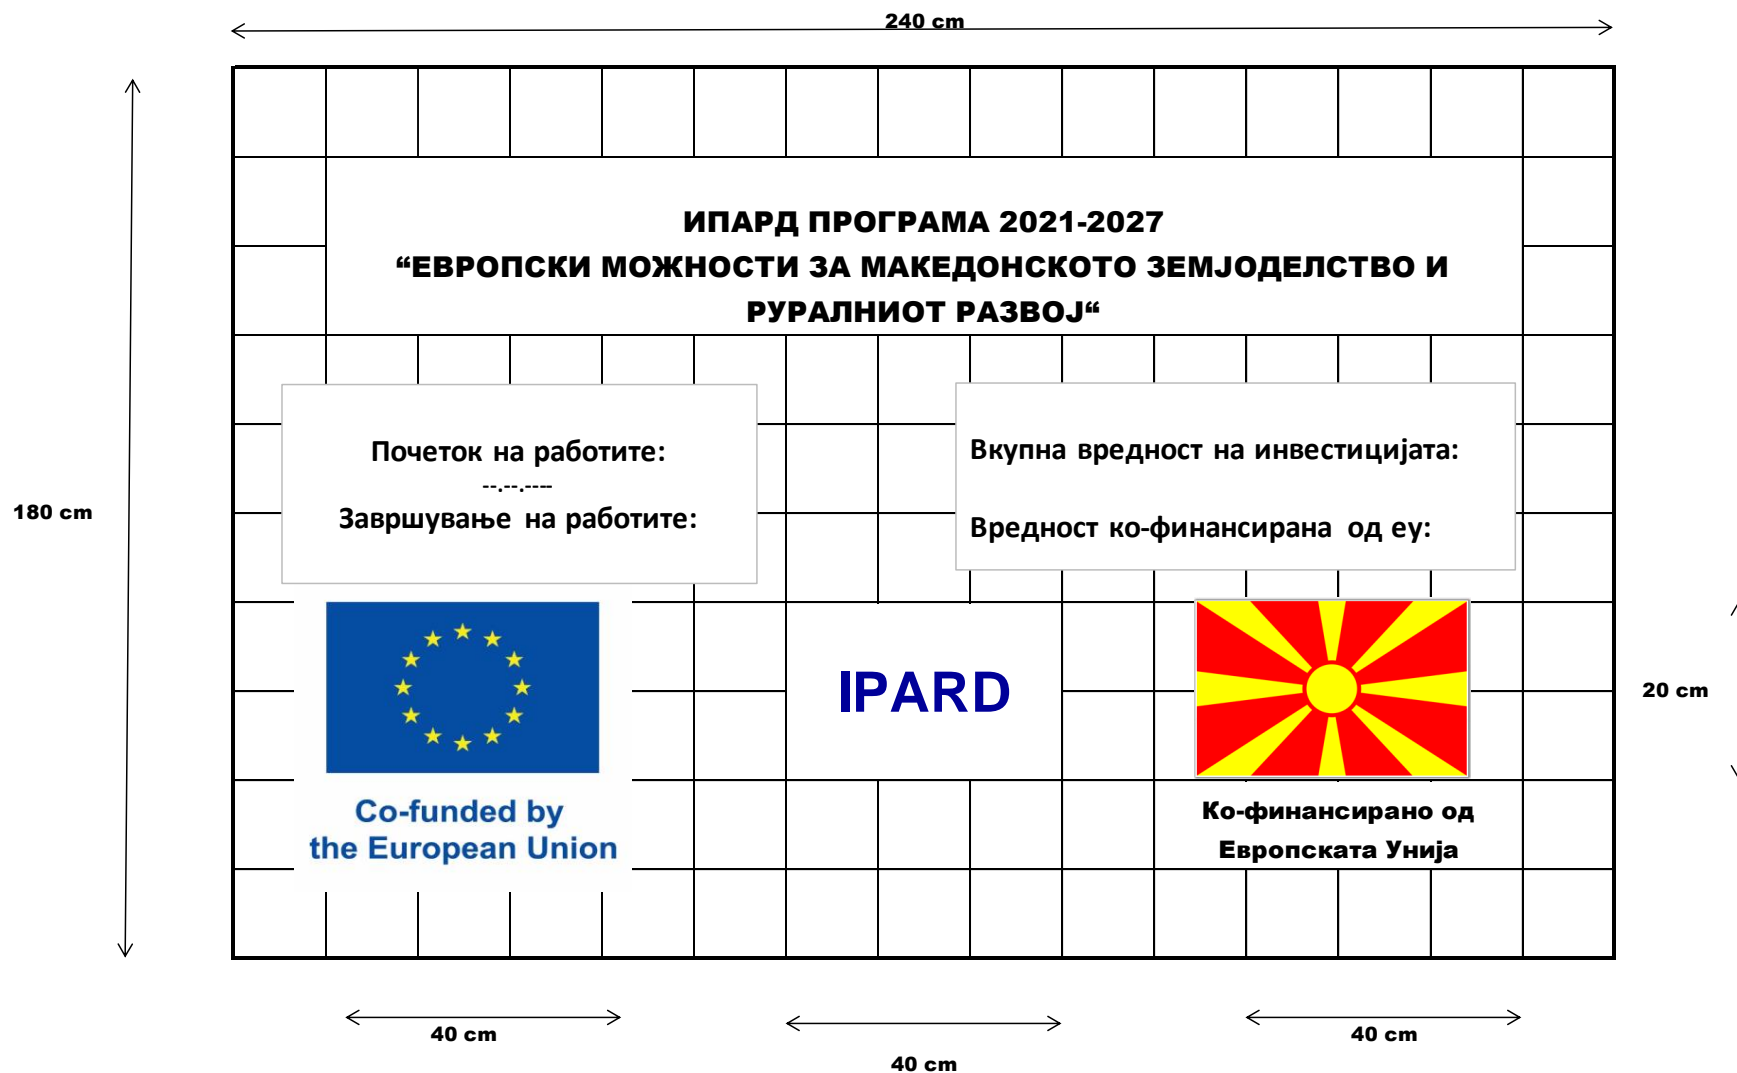 240 cm
ИПАРД ПРОГРАМА 2021-2027
“ЕВРОПСКИ МОЖНОСТИ ЗА МАКЕДОНСКОТО ЗЕМЈОДЕЛСТВО И
РУРАЛНИОТ РАЗВОЈ“
Почеток на работите:
--.--.----
Завршување на работите:
Вкупна вредност на инвестицијата:
Вредност ко-финансирана од еу:
180 cm
IPARD
20 cm
Co-funded by
the European Union
Ко-финансирано од
Европската Унија
40 cm
40 cm
40 cm